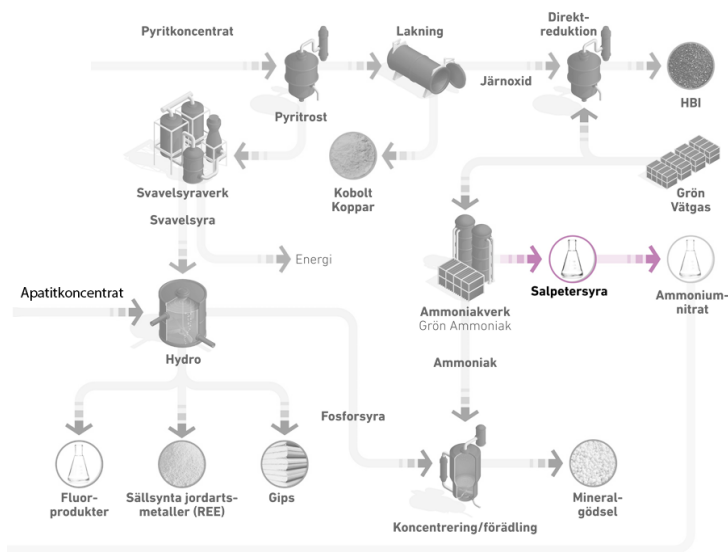 Pyritkoncentrat
Lakning
Direkt-
reduktion
Järnoxid
Pyritrost
HBI
Kobolt
Koppar
Svavelsyraverk
Svavelsyra
Grön
Vätgas
Energi
Apatitkoncentrat
Salpetersyra
Ammonium-
nitrat
Ammoniakverk
Grön Ammoniak
Hydro
Ammoniak
Fosforsyra
Fluor-
produkter
Sällsynta jordarts-
metaller (REE)
Gips
Mineral-
gödsel
Koncentrering/förädling